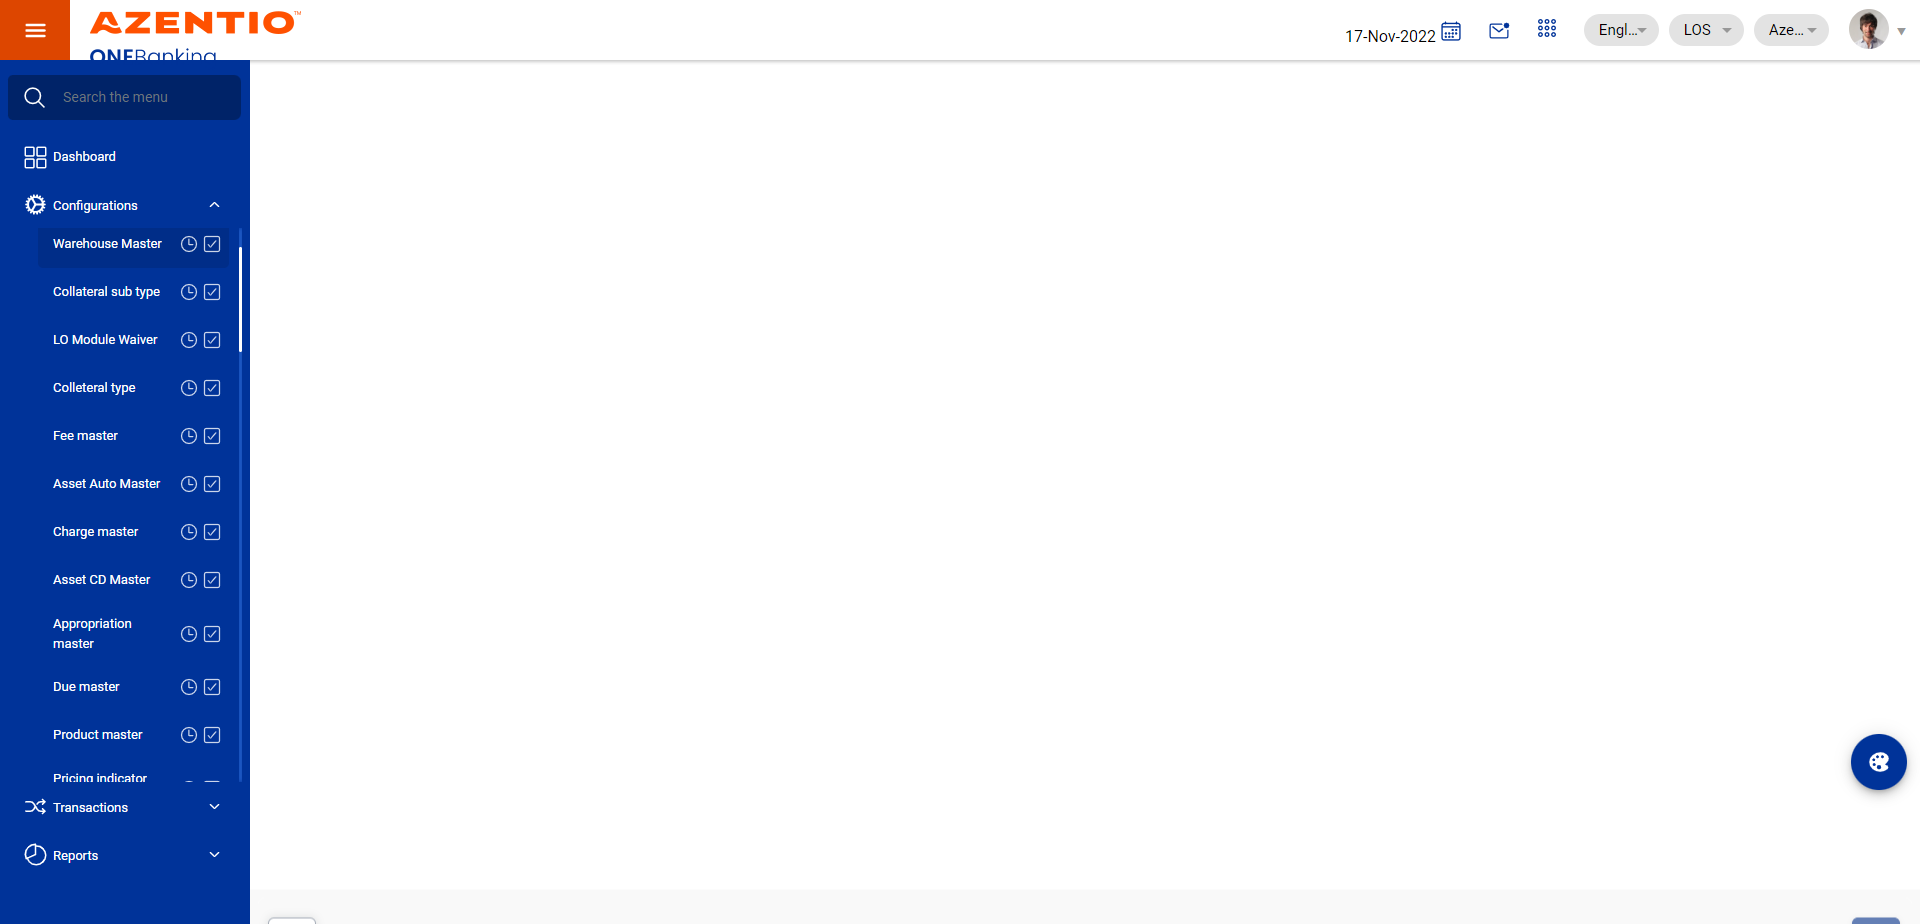 AZENTIO™
ONEBanking
17-Nov-2022
Engl...
LOS
Aze...
Search the menu
Dashboard
Configurations
Warehouse Master
Collateral sub type
LO Module Waiver
Colleteral type
Fee master
Asset Auto Master
Charge master
Asset CD Master
Appropriation
master
Due master
Product master
Pricing indicator
Transactions
Reports